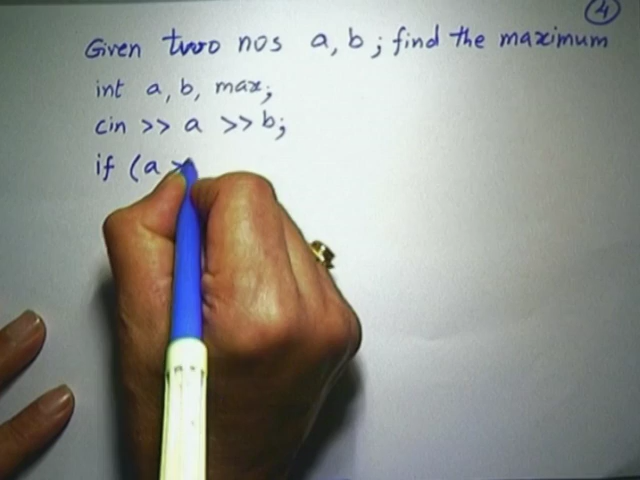 4
Given two nos a, b ; find the maximum
int a, b, max;
cin >> a >> b;
if (a >